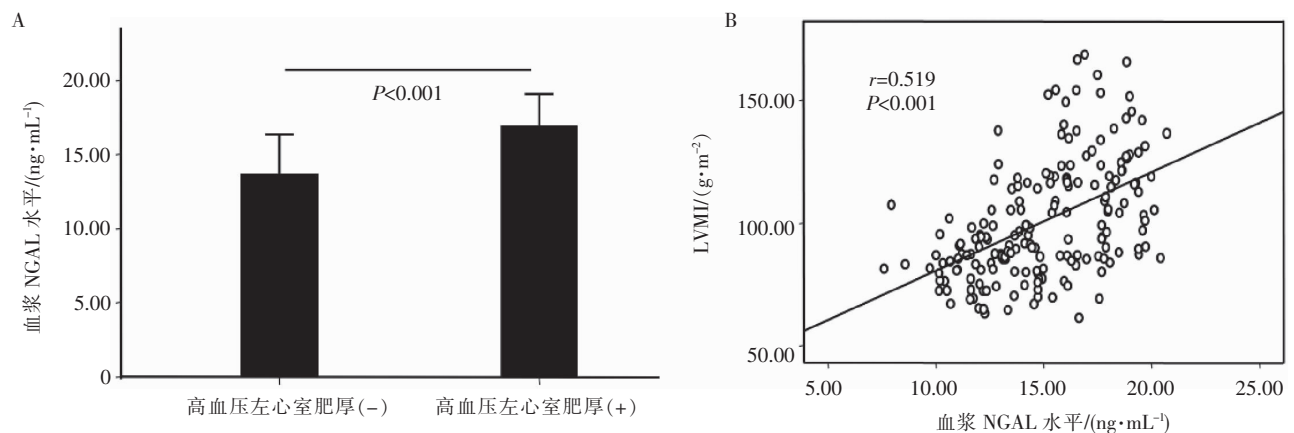 A
血浆 NGAL 水平/(ng·mL⁻¹)
20.00
15.00
10.00
5.00
0
P<0.001
高血压左心室肥厚(-)
高血压左心室肥厚(+)
B
LVMI/(g·m⁻²)
150.00
100.00
50.00
r=0.519
P<0.001
5.00 10.00 15.00 20.00 25.00
血浆 NGAL 水平/(ng·mL⁻¹)